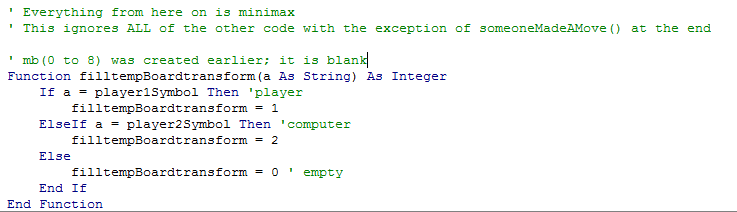 ' Everything from here on is minimax
' This ignores ALL of the other code with the exception of someoneMadeAMove() at the end
' mb(0 to 8) was created earlier; it is blank
Function filltempBoardtransform(a As String) As Integer
If a = player1Symbol Then 'player
filltempBoardtransform = 1
ElseIf a = player2Symbol Then 'computer
filltempBoardtransform = 2
Else
filltempBoardtransform = 0 ' empty
End If
End Function